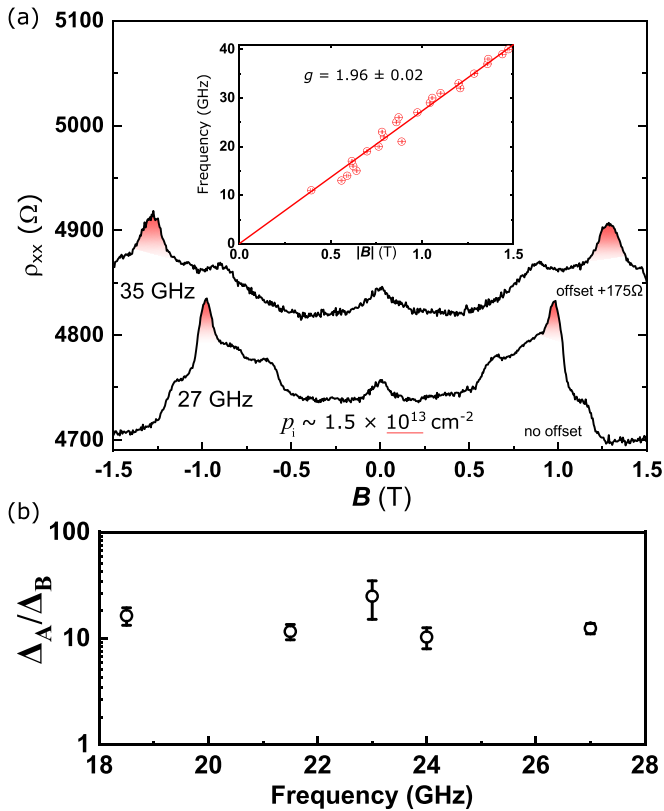 (a)
5100
5000
4900
4800
4700
ρxx (Ω)
g = 1.96 ± 0.02
Frequency (GHz)
40
30
20
10
0
0.0 0.5 1.0 1.5
|B| (T)
35 GHz
offset +175Ω
27 GHz
pi ~ 1.5 × 10^13 cm^-2
no offset
-1.5 -1.0 -0.5 0.0 0.5 1.0 1.5
B (T)
(b)
100
10
1
ΔA/ΔB
18 20 22 24 26 28
Frequency (GHz)